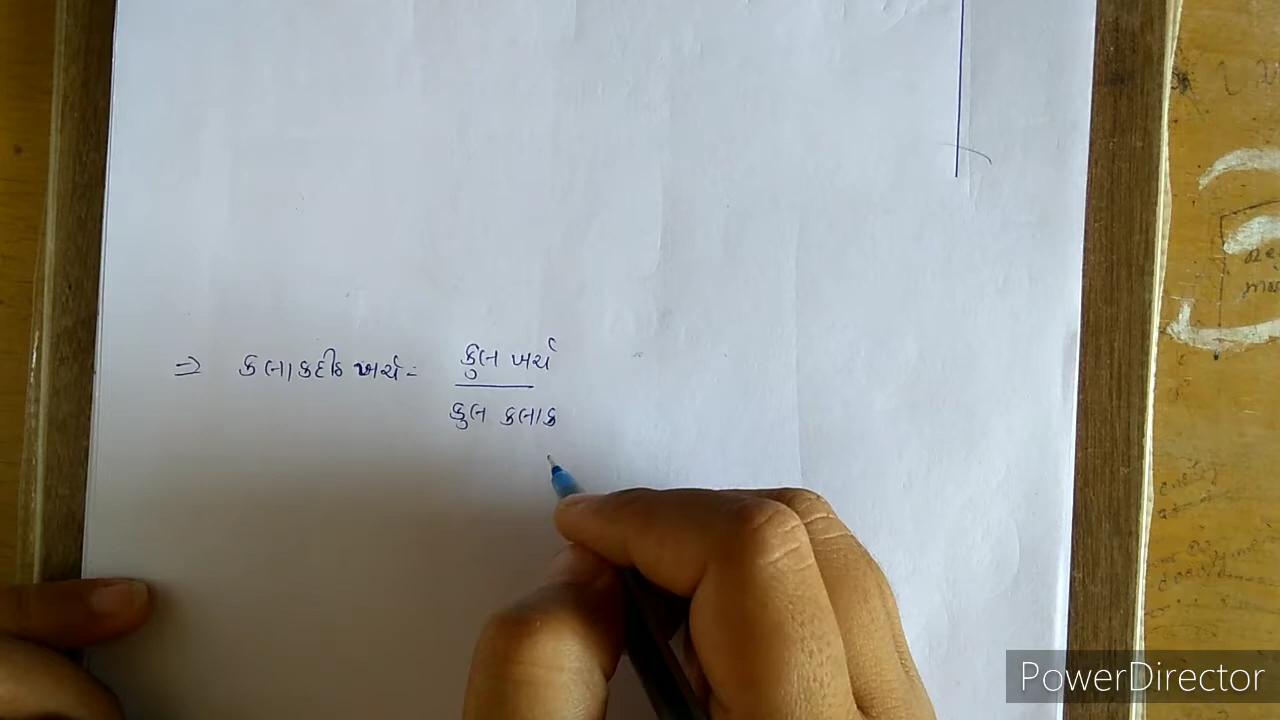 ⇒ કલાકદીઠ ખર્ચ = કુલ ખર્ચ
કુલ કલાક
PowerDirector